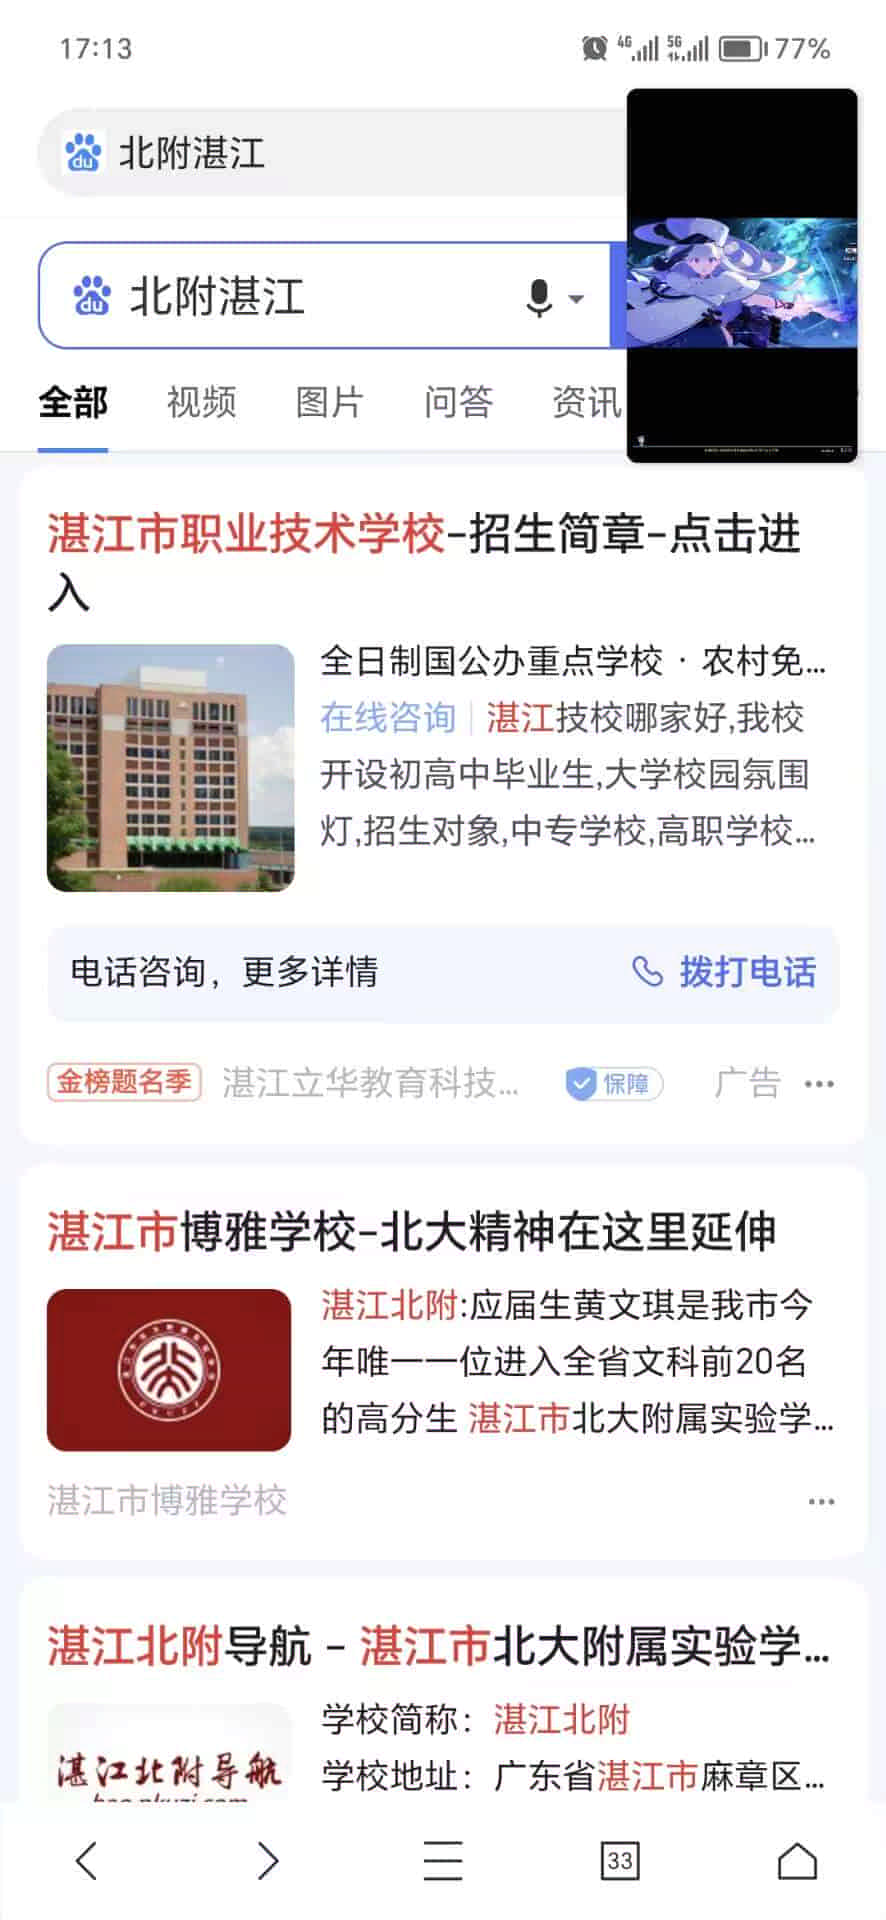 17:13
4G
5G
77%
du 北附湛江
du 北附湛江
全部 视频 图片 问答 资讯
湛江市职业技术学校-招生简章-点击进
入
全日制国公办重点学校 · 农村免...
在线咨询 湛江技校哪家好,我校
开设初高中毕业生,大学校园氛围
灯,招生对象,中专学校,高职学校...
电话咨询，更多详情 拨打电话
金榜题名季 湛江立华教育科技... 保障 广告
湛江市博雅学校-北大精神在这里延伸
湛江北附:应届生黄文琪是我市今
年唯一一位进入全省文科前20名
的高分生 湛江市北大附属实验学...
湛江市博雅学校
湛江北附导航 - 湛江市北大附属实验学...
湛江北附导航
学校简称：湛江北附
学校地址：广东省湛江市麻章区...
33